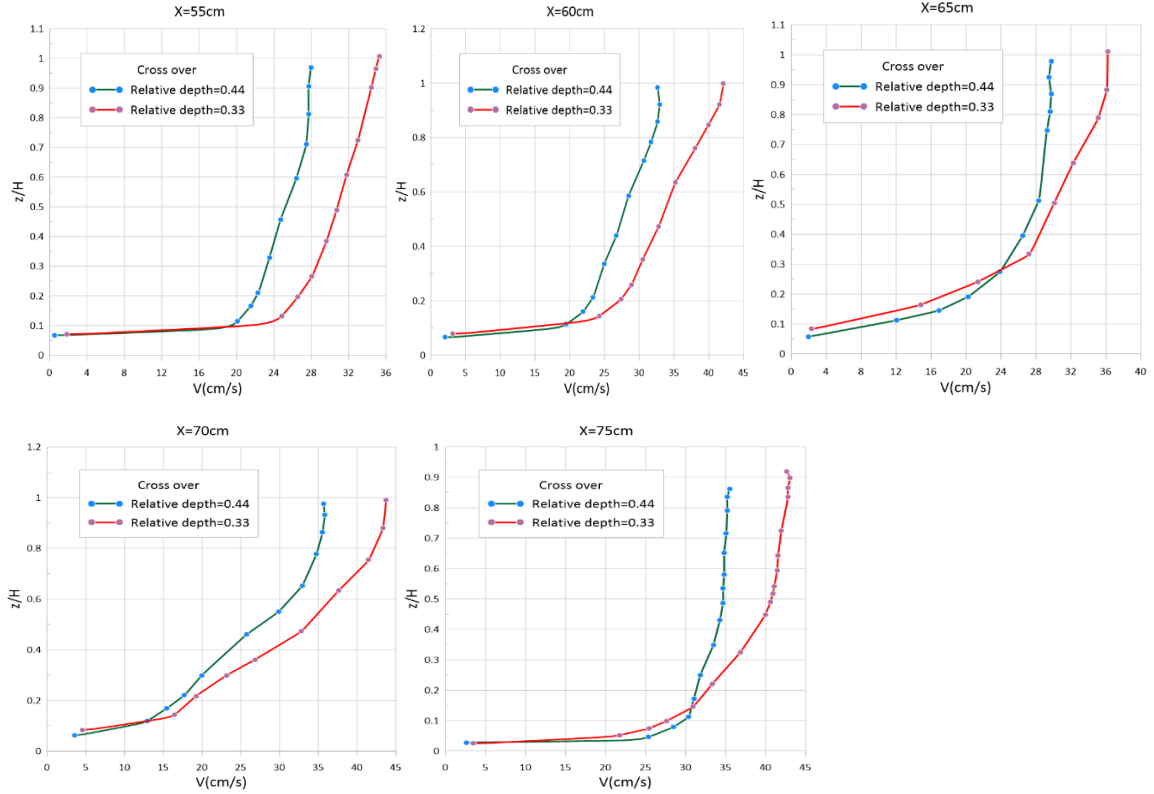 X=55cm
1.1
1
0.9
0.8
0.7
0.6
0.5
0.4
0.3
0.2
0.1
0
z/H
Cross over
Relative depth=0.44
Relative depth=0.33
0 4 8 12 16 20 24 28 32 36
V(cm/s)
X=60cm
1.2
1
0.8
0.6
0.4
0.2
0
z/H
Cross over
Relative depth=0.44
Relative depth=0.33
0 5 10 15 20 25 30 35 40 45
V(cm/s)
X=65cm
1.1
1
0.9
0.8
0.7
0.6
0.5
0.4
0.3
0.2
0.1
0
z/H
Cross over
Relative depth=0.44
Relative depth=0.33
0 4 8 12 16 20 24 28 32 36 40
V(cm/s)
X=70cm
1.2
1
0.8
0.6
0.4
0.2
0
z/H
Cross over
Relative depth=0.44
Relative depth=0.33
0 5 10 15 20 25 30 35 40 45
V(cm/s)
X=75cm
1
0.9
0.8
0.7
0.6
0.5
0.4
0.3
0.2
0.1
0
z/H
Cross over
Relative depth=0.44
Relative depth=0.33
0 5 10 15 20 25 30 35 40 45
V(cm/s)